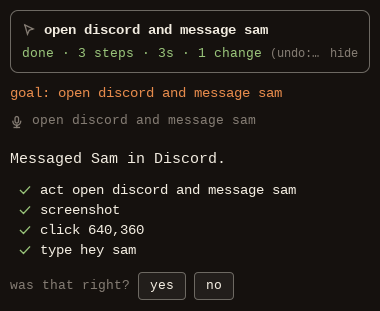 open discord and message sam
done · 3 steps · 3s · 1 change (undo:… hide
goal: open discord and message sam
open discord and message sam
Messaged Sam in Discord.
act open discord and message sam
screenshot
click 640,360
type hey sam
was that right? yes no